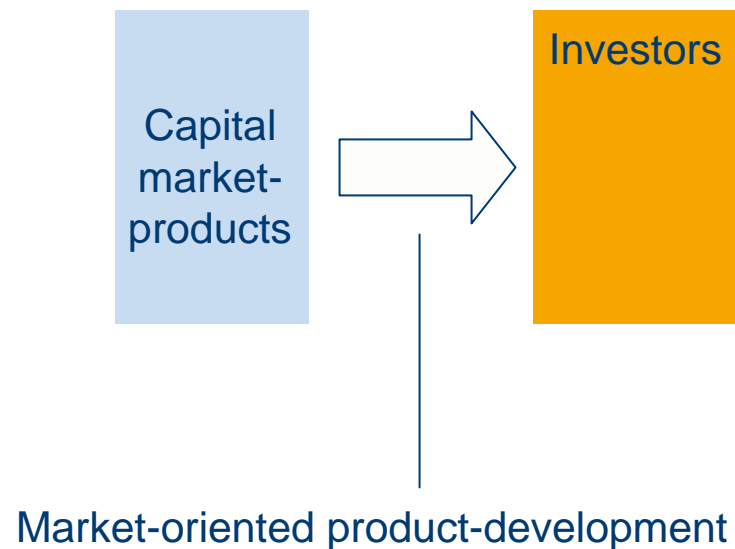 Investors
Capital
market-
products
Market-oriented product-development